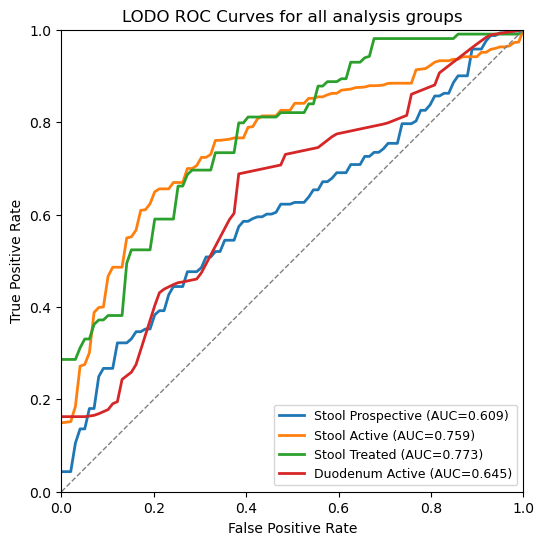 LODO ROC Curves for all analysis groups
1.0
0.8
0.6
0.4
0.2
0.0
True Positive Rate
Stool Prospective (AUC=0.609)
Stool Active (AUC=0.759)
Stool Treated (AUC=0.773)
Duodenum Active (AUC=0.645)
0.0 0.2 0.4 0.6 0.8 1.0
False Positive Rate